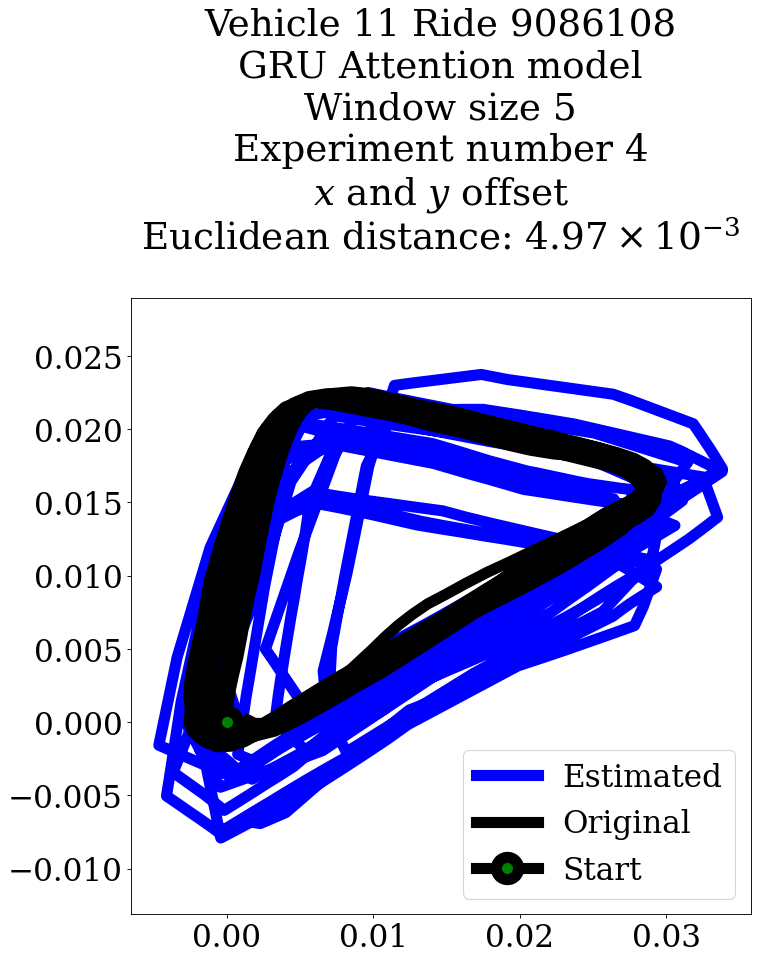 Vehicle 11 Ride 9086108
GRU Attention model
Window size 5
Experiment number 4
x and y offset
Euclidean distance: 4.97 × 10⁻³
0.025
0.020
0.015
0.010
0.005
0.000
−0.005
−0.010
Estimated
Original
Start
0.00 0.01 0.02 0.03